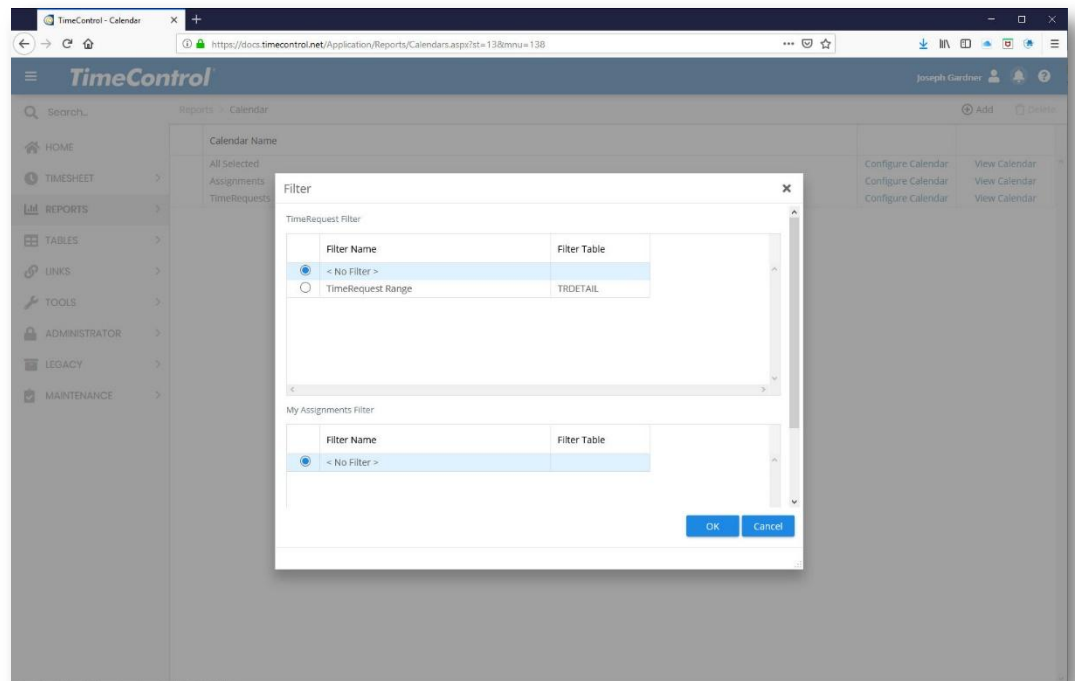 TimeControl - Calendar
https://docs.timecontrol.net/Application/Reports/Calendars.aspx?st=13&mnu=138
TimeControl
Joseph Gardner
Search...
Reports > Calendar
Add
Delete
HOME
TIMESHEET
REPORTS
TABLES
LINKS
TOOLS
ADMINISTRATOR
LEGACY
MAINTENANCE
Calendar Name
All Selected
Configure Calendar
View Calendar
Assignments
Configure Calendar
View Calendar
TimeRequests
Configure Calendar
View Calendar
Filter
TimeRequest Filter
Filter Name
Filter Table
< No Filter >
TimeRequest Range
TRDETAIL
My Assignments Filter
Filter Name
Filter Table
< No Filter >
OK
Cancel